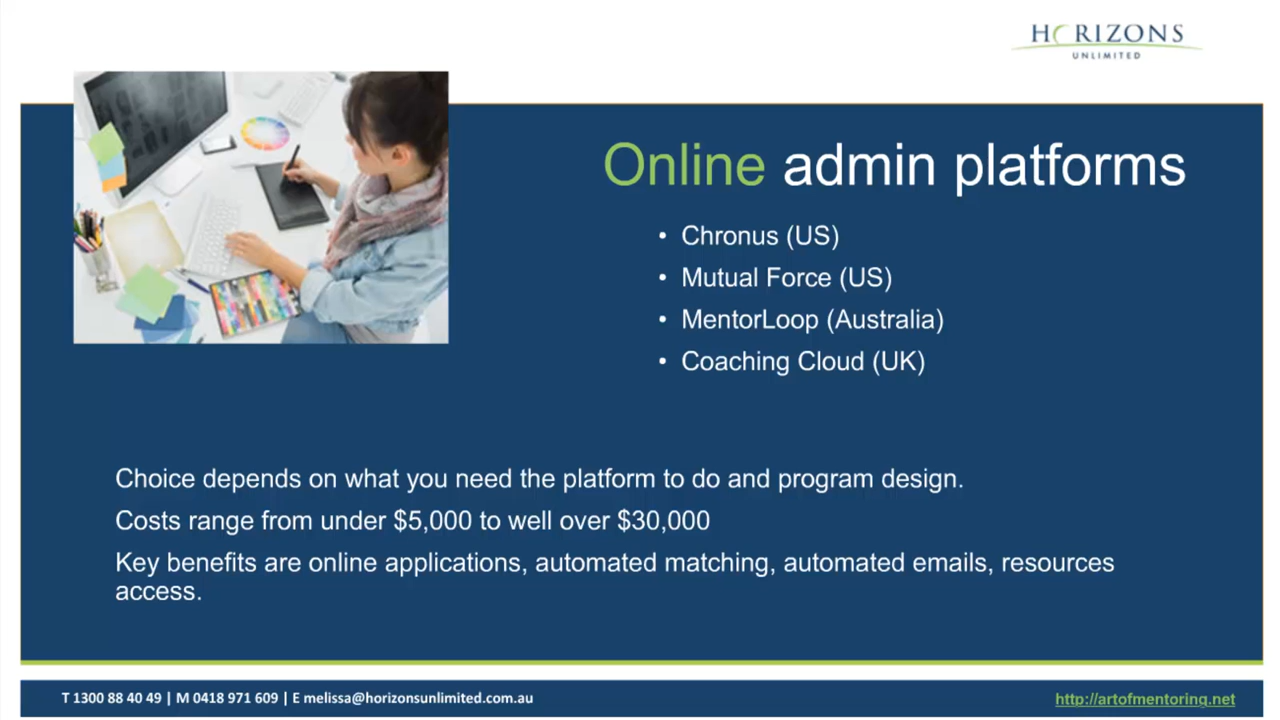 HORIZONS
UNLIMITED
Online admin platforms
• Chronus (US)
• Mutual Force (US)
• MentorLoop (Australia)
• Coaching Cloud (UK)
Choice depends on what you need the platform to do and program design.
Costs range from under $5,000 to well over $30,000
Key benefits are online applications, automated matching, automated emails, resources
access.
T 1300 88 40 49 | M 0418 971 609 | E melissa@horizonsunlimited.com.au
http://artofmentoring.net